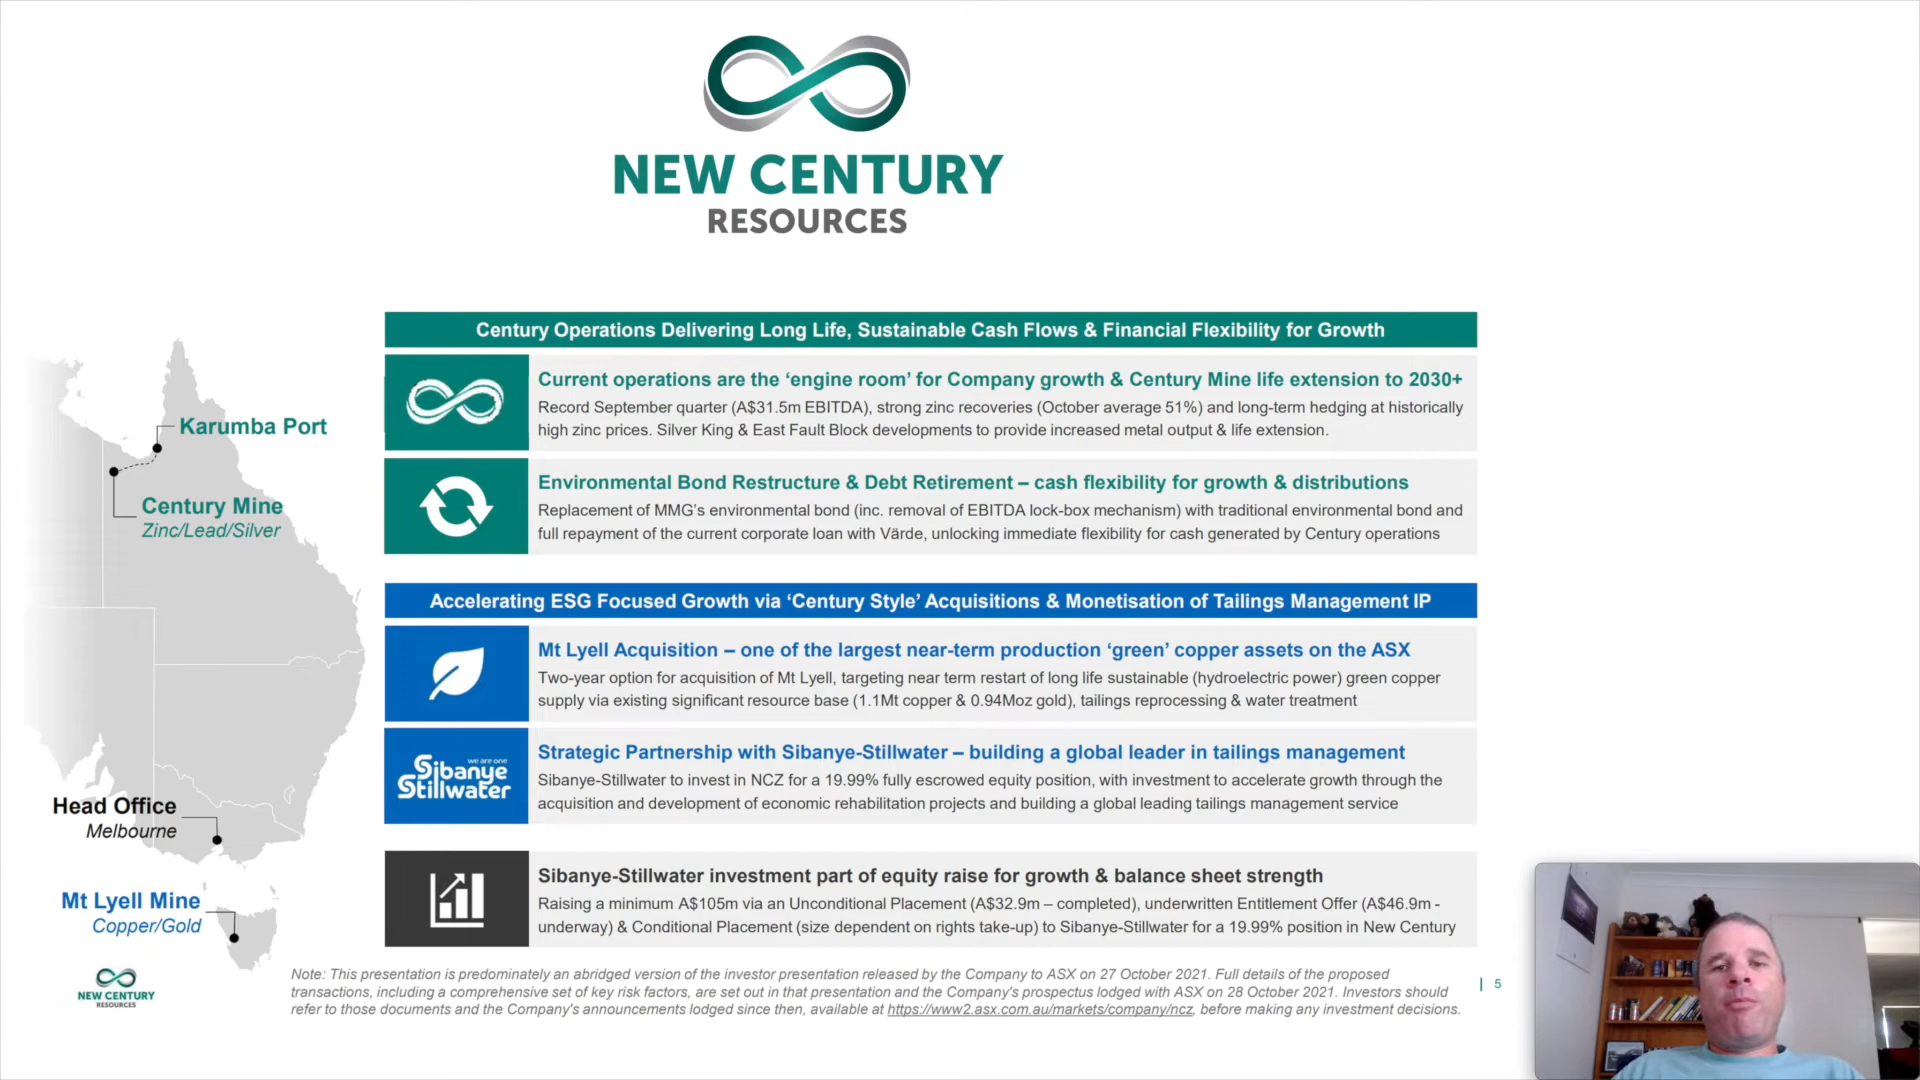 NEW CENTURY
RESOURCES
Century Operations Delivering Long Life, Sustainable Cash Flows & Financial Flexibility for Growth
Current operations are the ‘engine room’ for Company growth & Century Mine life extension to 2030+
Record September quarter (A$31.5m EBITDA), strong zinc recoveries (October average 51%) and long-term hedging at historically
high zinc prices. Silver King & East Fault Block developments to provide increased metal output & life extension.
Environmental Bond Restructure & Debt Retirement – cash flexibility for growth & distributions
Replacement of MMG’s environmental bond (inc. removal of EBITDA lock-box mechanism) with traditional environmental bond and
full repayment of the current corporate loan with Värde, unlocking immediate flexibility for cash generated by Century operations
Accelerating ESG Focused Growth via ‘Century Style’ Acquisitions & Monetisation of Tailings Management IP
Mt Lyell Acquisition – one of the largest near-term production ‘green’ copper assets on the ASX
Two-year option for acquisition of Mt Lyell, targeting near term restart of long life sustainable (hydroelectric power) green copper
supply via existing significant resource base (1.1Mt copper & 0.94Moz gold), tailings reprocessing & water treatment
we are one
Sibanye
Stillwater
Strategic Partnership with Sibanye-Stillwater – building a global leader in tailings management
Sibanye-Stillwater to invest in NCZ for a 19.99% fully escrowed equity position, with investment to accelerate growth through the
acquisition and development of economic rehabilitation projects and building a global leading tailings management service
Sibanye-Stillwater investment part of equity raise for growth & balance sheet strength
Raising a minimum A$105m via an Unconditional Placement (A$32.9m – completed), underwritten Entitlement Offer (A$46.9m -
underway) & Conditional Placement (size dependent on rights take-up) to Sibanye-Stillwater for a 19.99% position in New Century
Karumba Port
Century Mine
Zinc/Lead/Silver
Head Office
Melbourne
Mt Lyell Mine
Copper/Gold
NEW CENTURY
RESOURCES
Note: This presentation is predominately an abridged version of the investor presentation released by the Company to ASX on 27 October 2021. Full details of the proposed
transactions, including a comprehensive set of key risk factors, are set out in that presentation and the Company's prospectus lodged with ASX on 28 October 2021. Investors should
refer to those documents and the Company's announcements lodged since then, available at https://www2.asx.com.au/markets/company/ncz, before making any investment decisions.
5